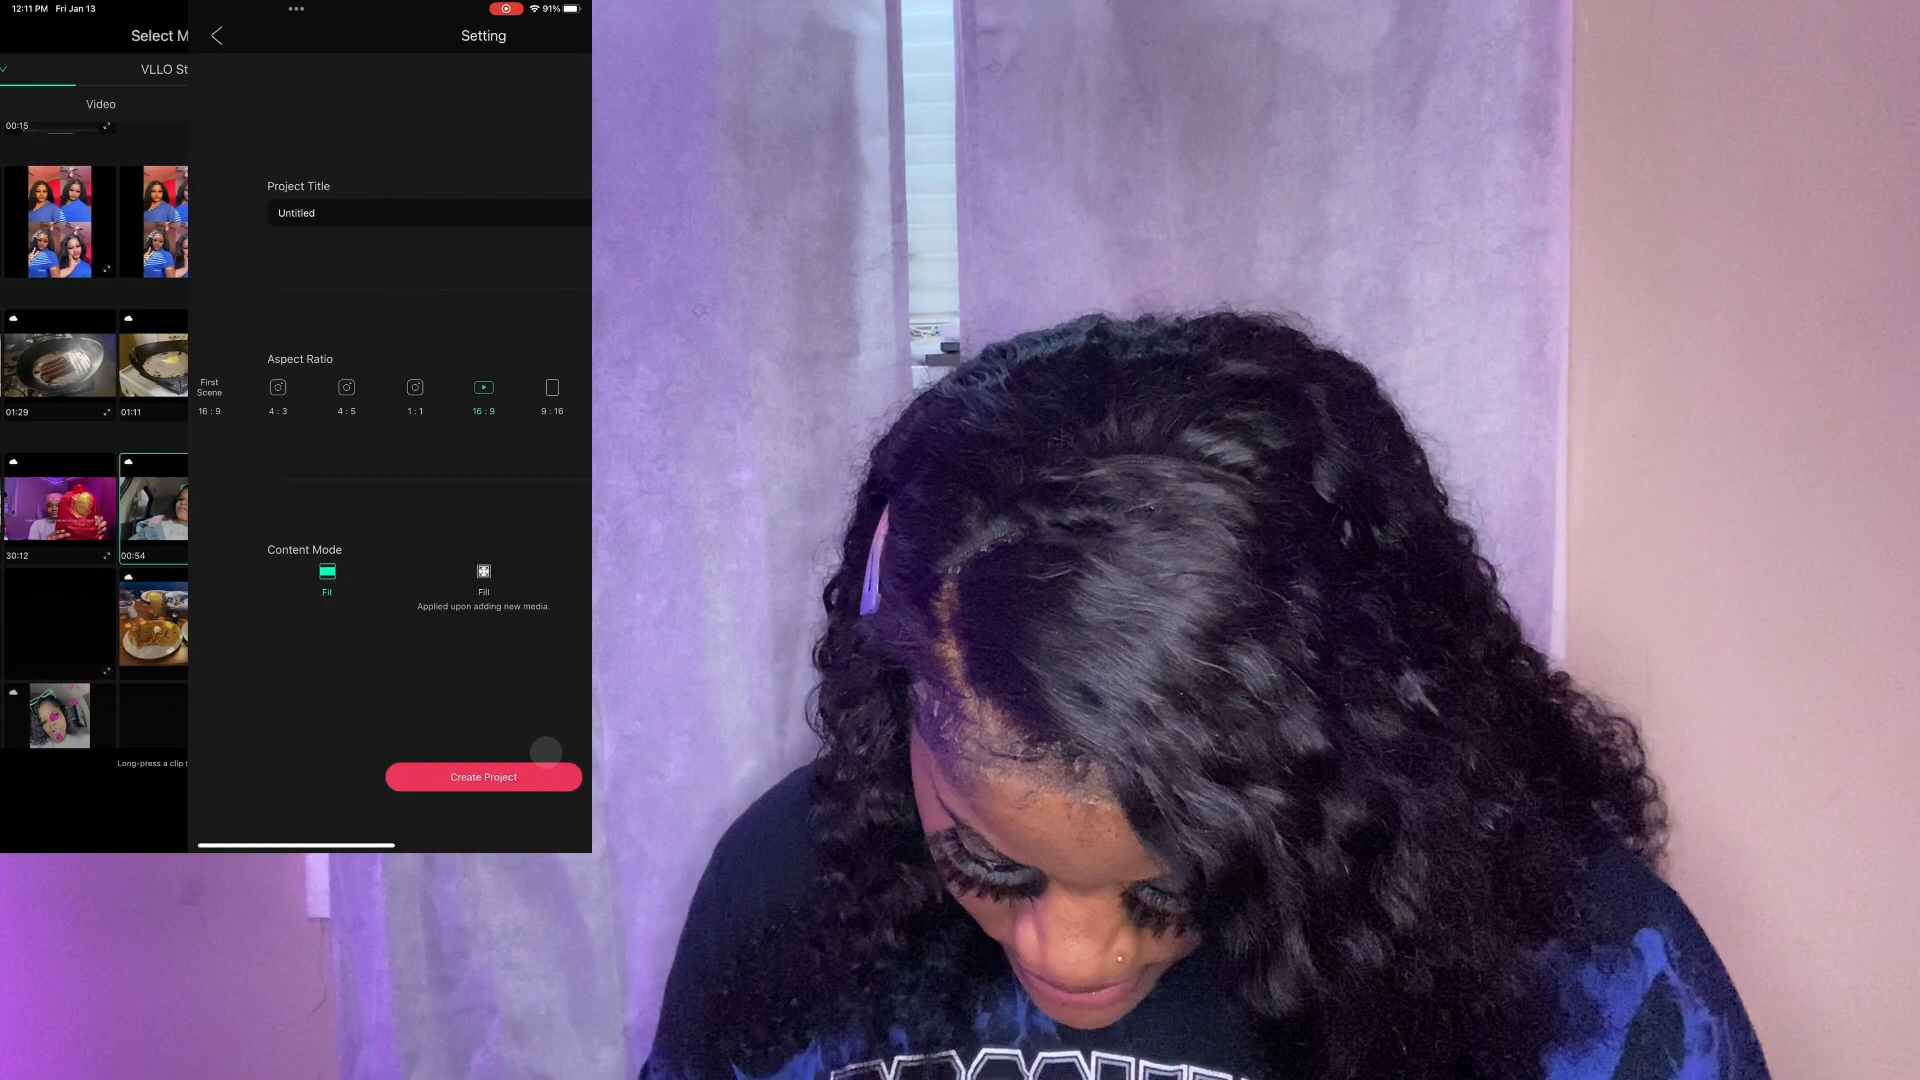 12:11 PM Fri Jan 13
91%
Select M
Setting
VLLO St
Video
00:15
Project Title
Untitled
Aspect Ratio
First
Scene
16 : 9
4 : 3
4 : 5
1 : 1
16 : 9
9 : 16
01:29
01:11
30:12
00:54
Content Mode
Fit
Fill
Applied upon adding new media.
Long-press a clip t
Create Project